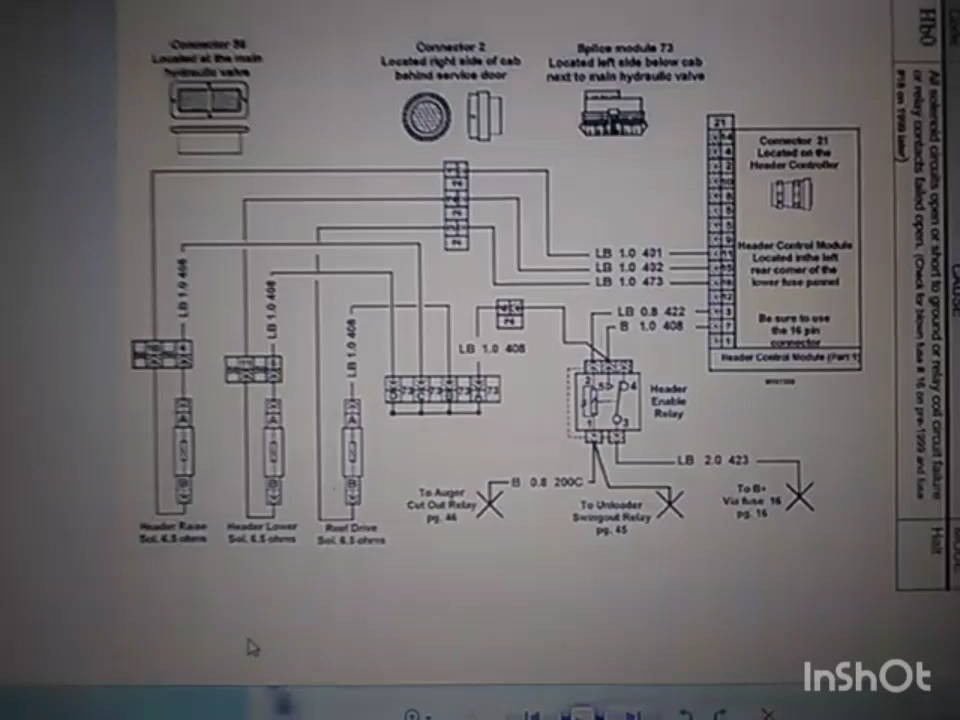 Connector 2
Located right side of cab
behind service door
Splice module 73
Located left side below cab
next to main hydraulic valve
Located at the main
hydraulic valve
21
Connector 21
Located on the
Header Controller
Header Control Module
Located inthe left
rear corner of the
lower fuse pannel
Be sure to use
the 16 pin
connector
Header Control Module (Part 1)
LB 1.0 401
LB 1.0 402
LB 1.0 473
LB 0.8 422
B 1.0 408
LB 1.0 408
LB 1.0 408
LB 1.0 408
LB 1.0 408
Header
Enable
Relay
LB 2.0 423
B 0.8 200C
To Auger
Cut Out Relay
pg. 46
To Unloader
Swingout Relay
pg. 45
To B+
Via fuse 16
pg. 16
Header Raise
Sol. 6.5 ohms
Header Lower
Sol. 6.5 ohms
Reel Drive
Sol. 6.5 ohms
All solenoid circuits open or short to ground or relay coil circuit failure
or relay contacts failed open. (Check for blown fuse # 16 on pre-1999 and fuse
F16 on 1999 later)
CAUSE
Halt
InShOt